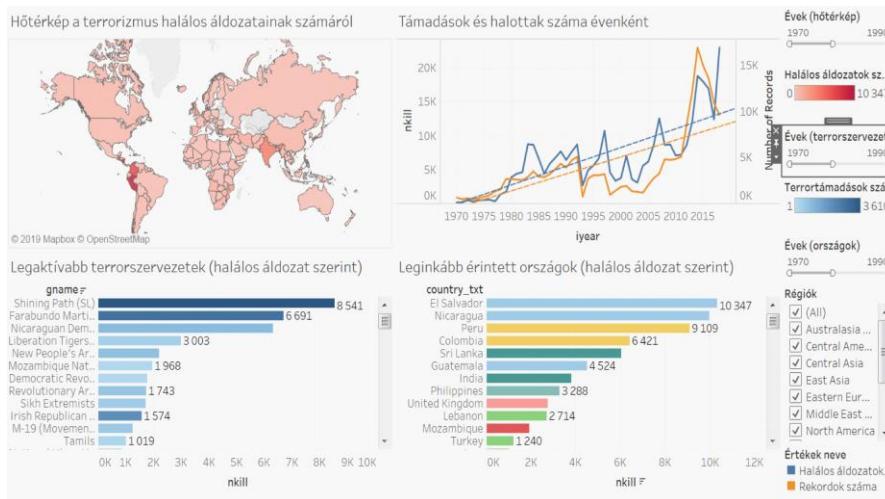 Hőtérkép a terrorizmus halálos áldozatainak számáról
© 2019 Mapbox © OpenStreetMap
Támadások és halottak száma évenként
20K
15K
10K
5K
0K
nkill
15K
10K
5K
0K
Number of Records
1970 1975 1980 1985 1990 1995 2000 2005 2010 2015
iyear
Legaktívabb terrorszervezetek (halálos áldozat szerint)
gname
Shining Path (SL) 8 541
Farabundo Marti... 6 691
Nicaraguan Dem...
Liberation Tigers... 3 003
New People's Ar...
Mozambique Nat... 1 968
Democratic Revo...
Revolutionary Ar... 1 743
Sikh Extremists
Irish Republican ... 1 574
M-19 (Movemen...
Tamils 1 019
0K 1K 2K 3K 4K 5K 6K 7K 8K 9K 10K
nkill
Leginkább érintett országok (halálos áldozat szerint)
country_txt
El Salvador 10 347
Nicaragua
Peru 9 109
Colombia 6 421
Sri Lanka
Guatemala 4 524
India
Philippines 3 288
United Kingdom
Lebanon 2 714
Mozambique
Turkey 1 240
0K 2K 4K 6K 8K 10K 12K
nkill
Évek (hőtérkép)
1970 1990
Halálos áldozatok sz..
0 10 347
Évek (terrorszervezet
1970 1990
Terrortámadások szá
1 3 610
Évek (országok)
1970 1990
Régiók
(All)
Australasia ...
Central Ame...
Central Asia
East Asia
Eastern Eur...
Middle East ...
North America
Értékek neve
Halálos áldozatok.
Rekordok száma